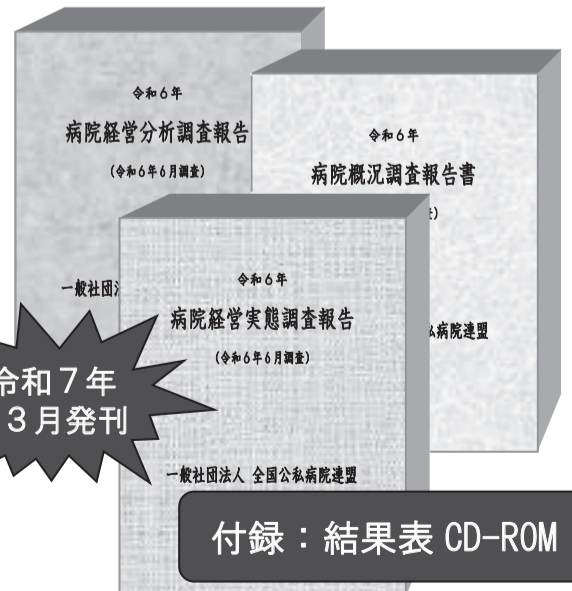 令和6年
病院経営分析調査報告
(令和6年6月調査)
一般社団法
令和6年
病院概況調査報告書
私病院連盟
令和6年
病院経営実態調査報告
(令和6年6月調査)
一般社団法人 全国公私病院連盟
令和7年
3月発刊
付録:結果表 CD-ROM